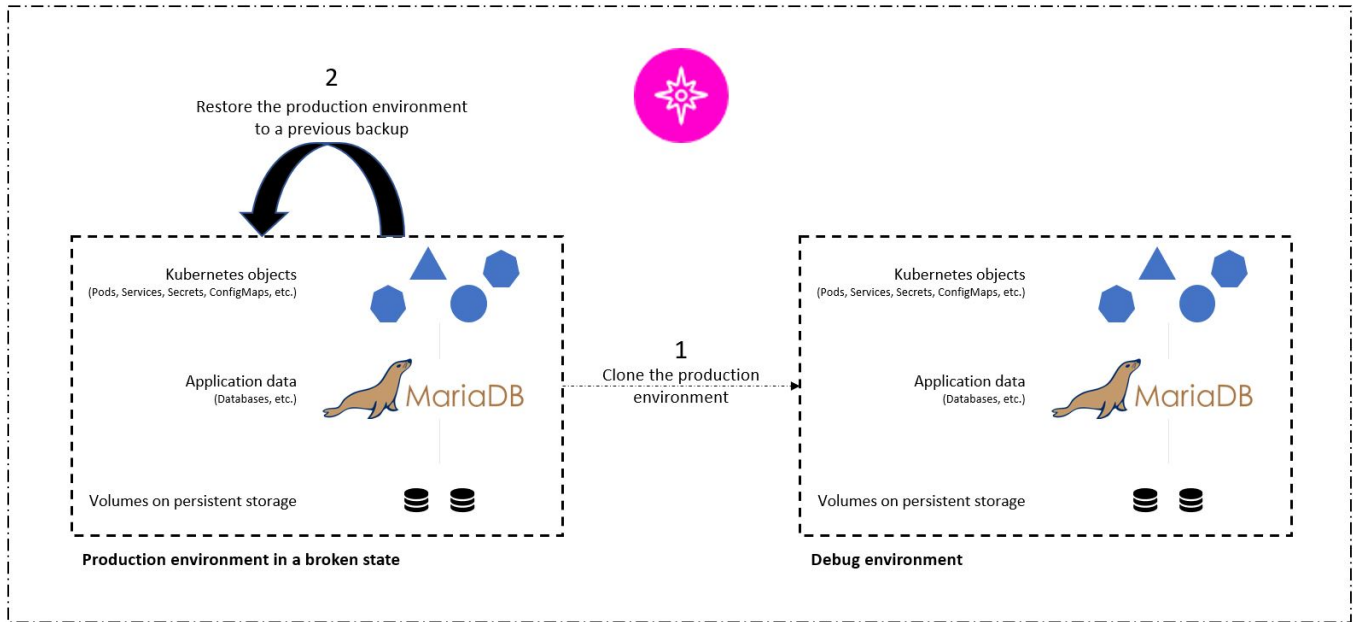 2
Restore the production environment
to a previous backup
Kubernetes objects
(Pods, Services, Secrets, ConfigMaps, etc.)
Application data
(Databases, etc.)
MariaDB
Volumes on persistent storage
Production environment in a broken state
1
Clone the production
environment
Kubernetes objects
(Pods, Services, Secrets, ConfigMaps, etc.)
Application data
(Databases, etc.)
MariaDB
Volumes on persistent storage
Debug environment